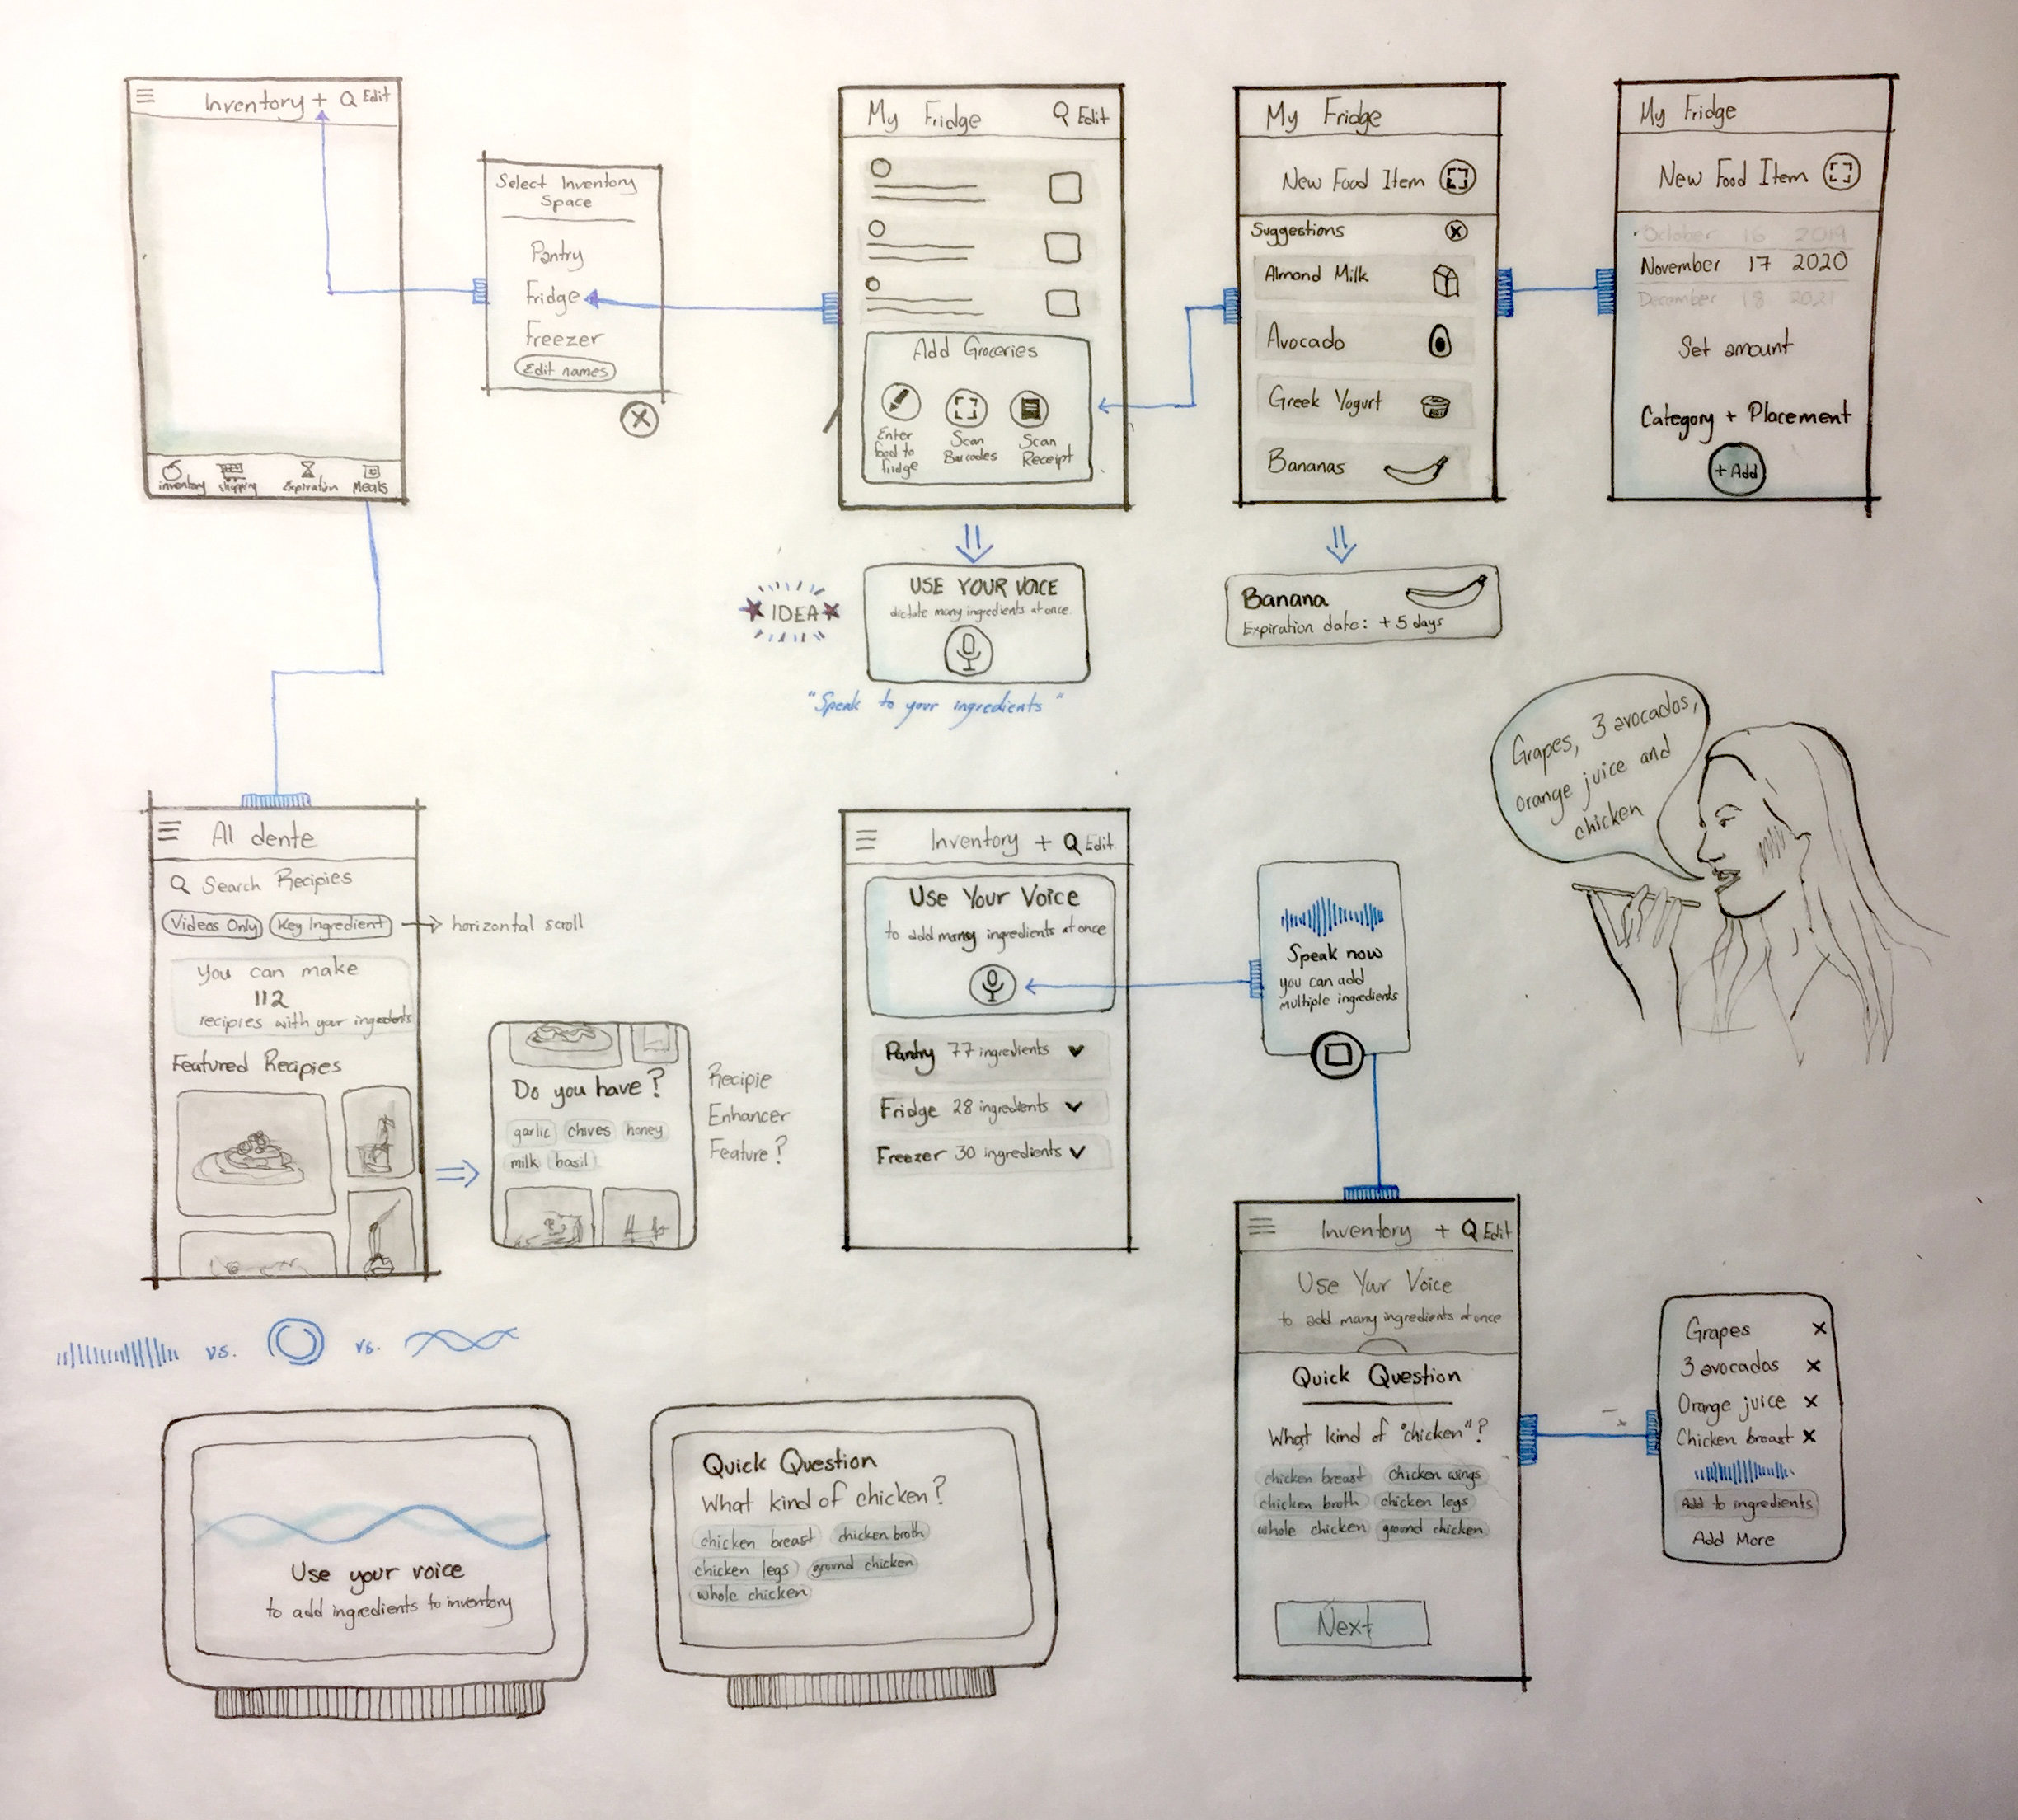 Inventory + Edit
inventory
shopping
Expiration
Meals
Select Inventory
Space
Pantry
Fridge
Freezer
Edit names
My Fridge Edit
Add Groceries
Enter
food to
fridge
Scan
Barcodes
Scan
Receipt
My Fridge
New Food Item
Suggestions
Almond Milk
Avocado
Greek Yogurt
Bananas
My Fridge
New Food Item
October 16 2019
November 17 2020
December 18 2021
Set amount
Category + Placement
+ Add
IDEA
USE YOUR VOICE
dictate many ingredients at once.
"Speak to your ingredients"
Banana
Expiration date: +5 days
Grapes, 3 avocados,
orange juice and
chicken
Al dente
Search Recipies
Videos Only
Key Ingredient
horizontal scroll
You can make
112
recipies with your ingredients
Featured Recipies
Do you have?
garlic chives honey
milk basil
Recipie
Enhancer
Feature?
Inventory + Edit
Use Your Voice
to add many ingredients at once
Pantry 77 ingredients
Fridge 28 ingredients
Freezer 30 ingredients
Speak now
you can add
multiple ingredients
Inventory + Edit
Use Your Voice
to add many ingredients at once
Quick Question
What kind of "chicken"?
chicken breast chicken wings
chicken broth chicken legs
whole chicken ground chicken
Next
Grapes X
3 avocados X
Orange juice X
Chicken breast X
Add to ingredients
Add More
vs. vs.
Use your voice
to add ingredients to inventory
Quick Question
What kind of chicken?
chicken breast chicken broth
chicken legs ground chicken
whole chicken